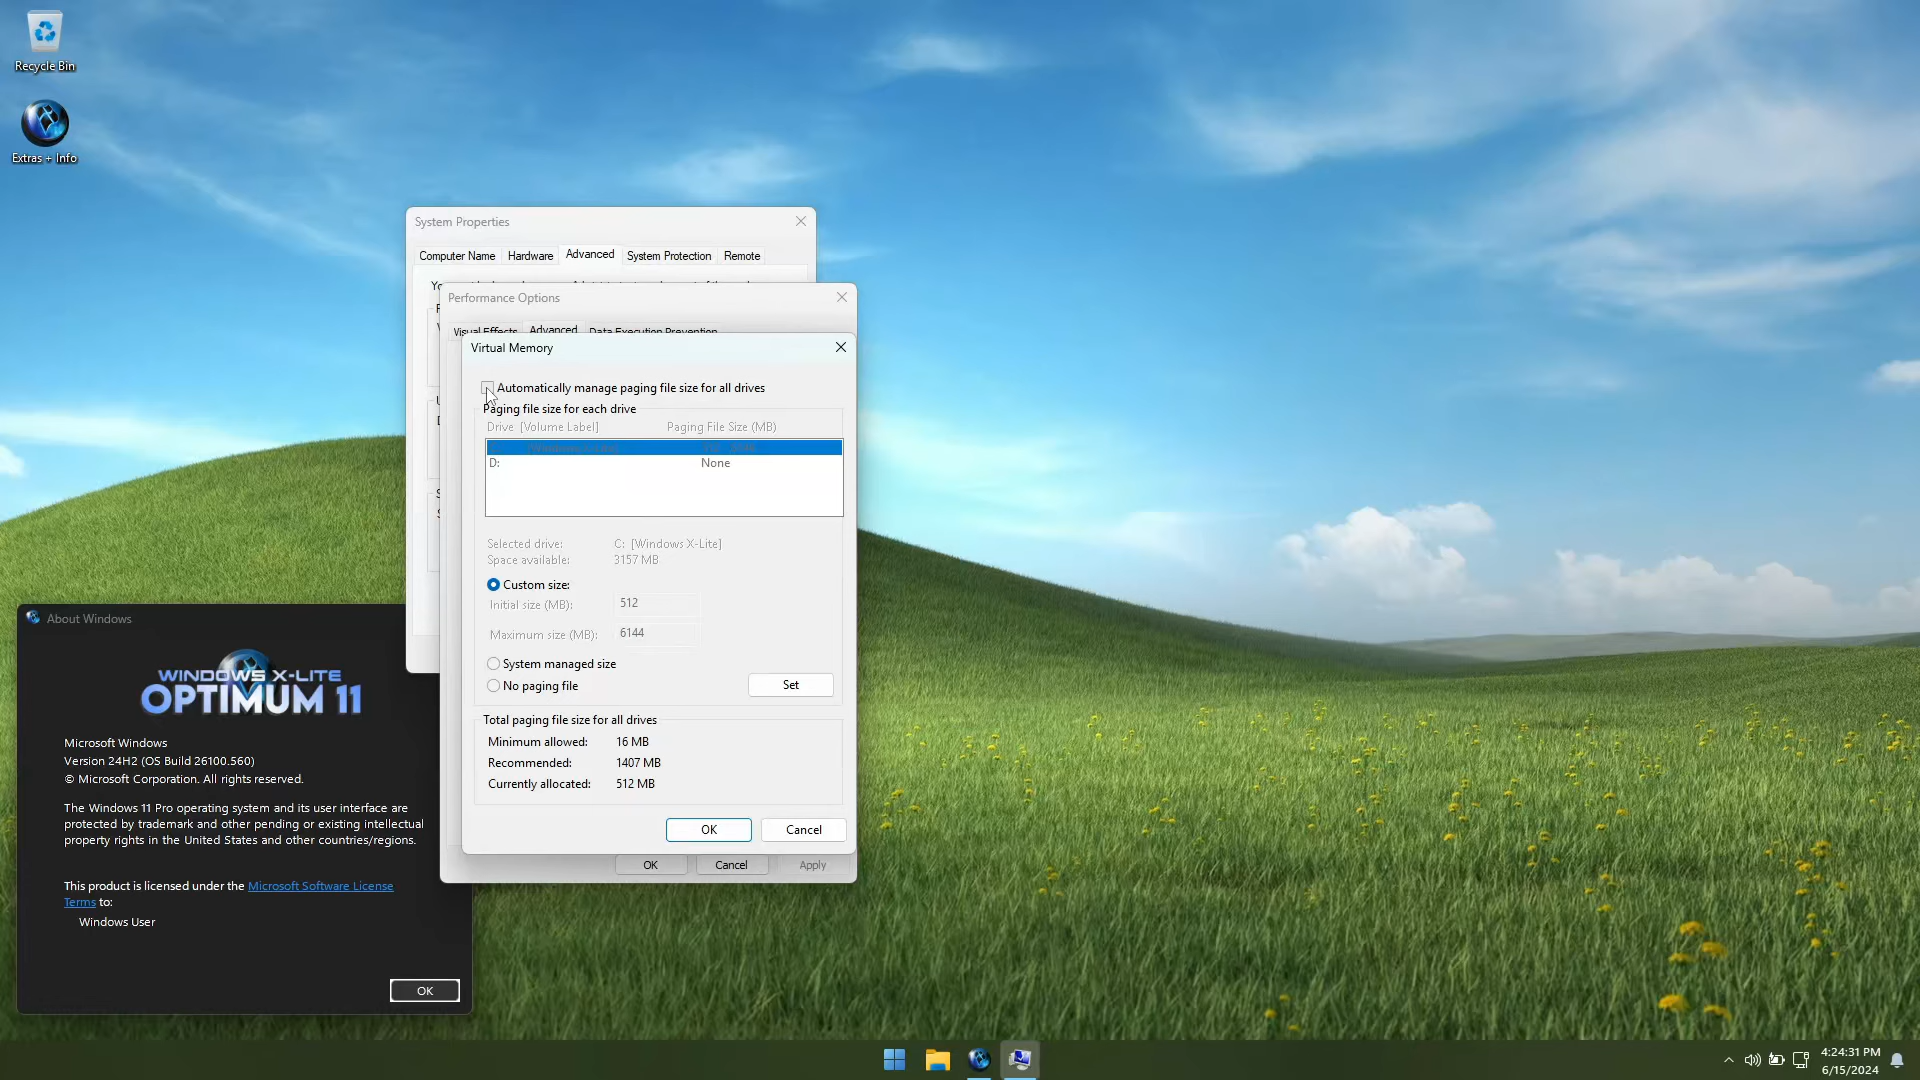 Recycle Bin
Extras + Info
System Properties
Computer Name
Hardware
Advanced
System Protection
Remote
Performance Options
Visual Effects
Advanced
Data Execution Prevention
Virtual Memory
Automatically manage paging file size for all drives
Paging file size for each drive
Drive [Volume Label]
Paging File Size (MB)
D:
None
Selected drive:
C: [Windows X-Lite]
Space available:
3157 MB
Custom size:
Initial size (MB):
512
Maximum size (MB):
6144
System managed size
No paging file
Set
Total paging file size for all drives
Minimum allowed:
16 MB
Recommended:
1407 MB
Currently allocated:
512 MB
OK
Cancel
OK
Cancel
Apply
About Windows
WINDOWS X-LITE
OPTIMUM 11
Microsoft Windows
Version 24H2 (OS Build 26100.560)
© Microsoft Corporation. All rights reserved.
The Windows 11 Pro operating system and its user interface are
protected by trademark and other pending or existing intellectual
property rights in the United States and other countries/regions.
This product is licensed under the Microsoft Software License
Terms to:
Windows User
OK
4:24:31 PM
6/15/2024